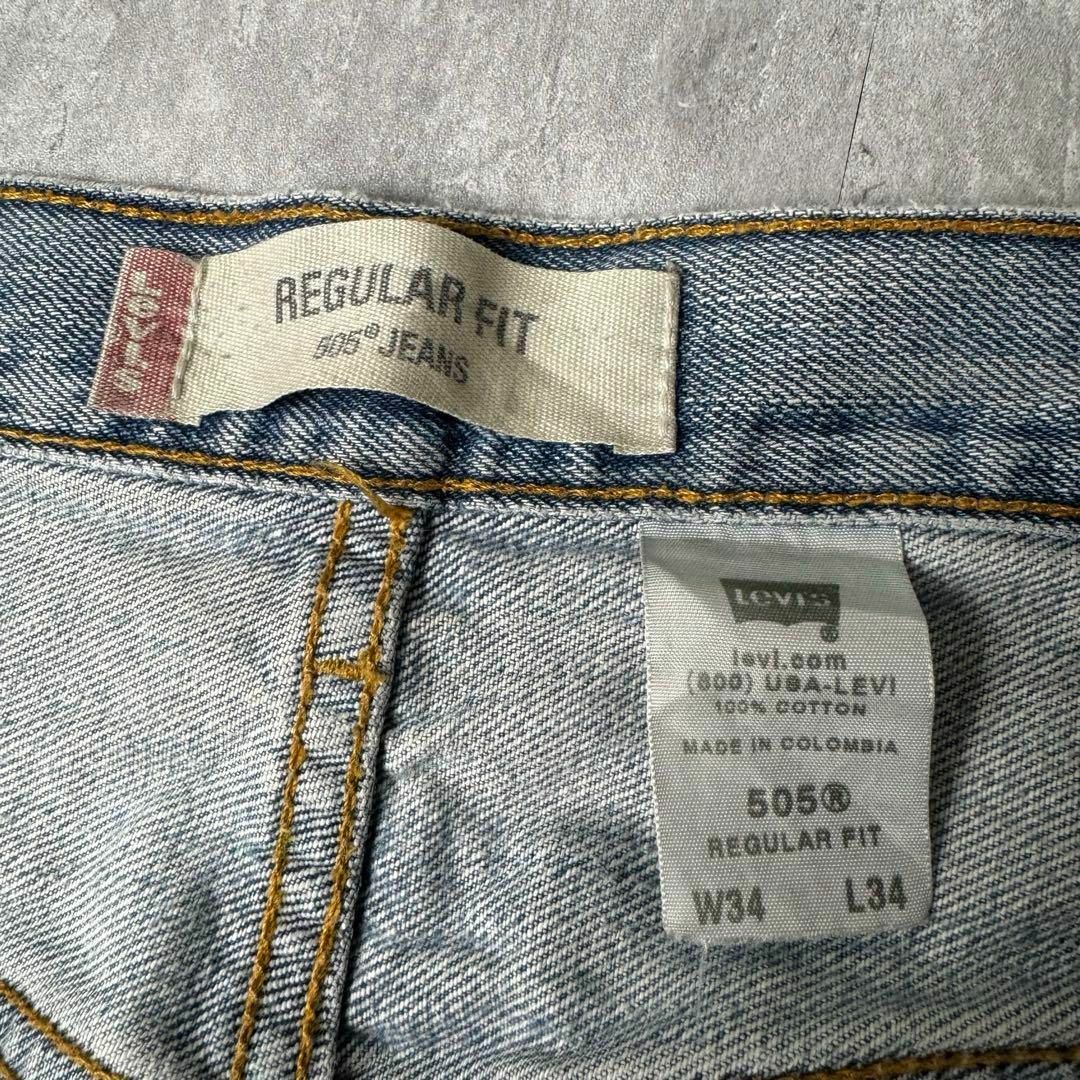 LEVI'S
REGULAR FIT
505® JEANS
LEVI'S
®
levi.com
(800) USA-LEVI
100% COTTON
MADE IN COLOMBIA
505®
REGULAR FIT
W34 L34